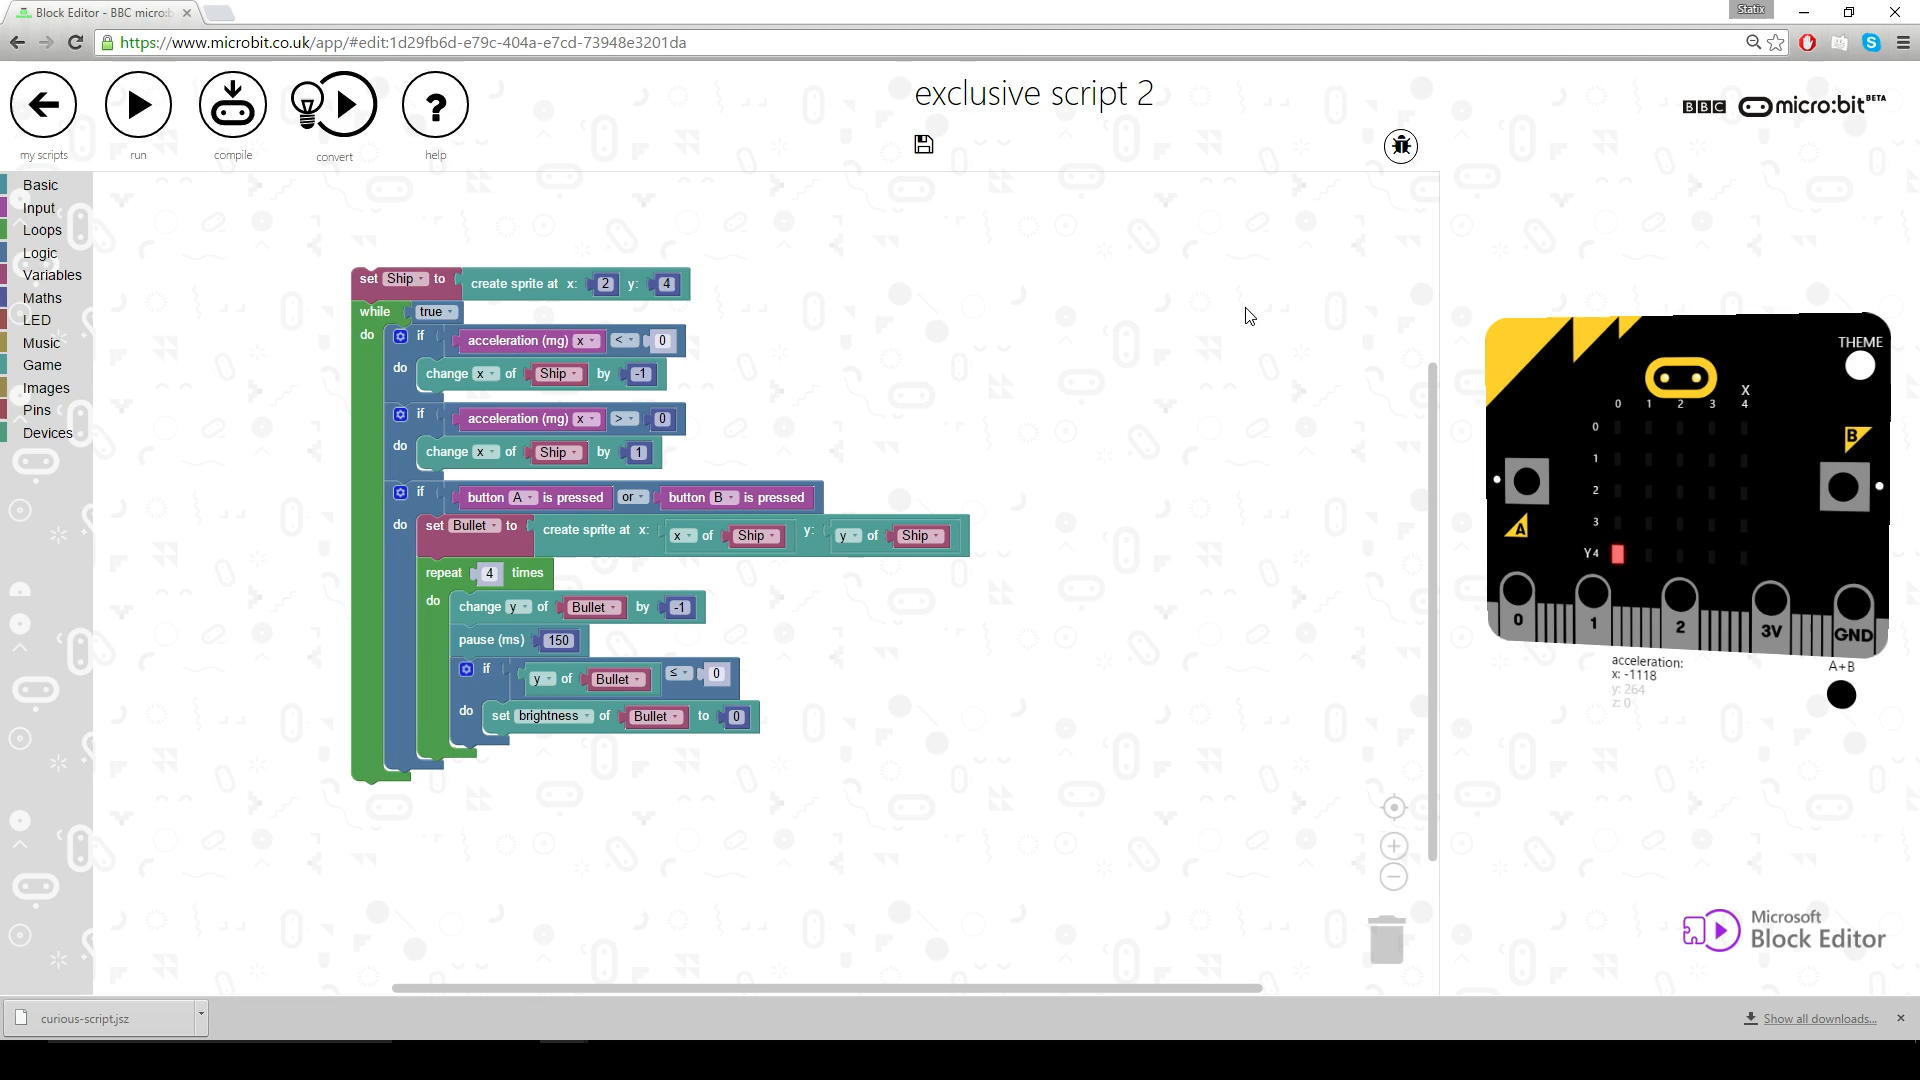 Block Editor - BBC micro:b
Statix
https://www.microbit.co.uk/app/#edit:1d29fb6d-e79c-404a-e7cd-73948e3201da
exclusive script 2
BBC micro:bit BETA
?
my scripts
run
compile
convert
help
Basic
Input
Loops
Logic
Variables
Maths
LED
Music
Game
Images
Pins
Devices
set Ship to create sprite at x: 2 y: 4
while true
do if acceleration (mg) x < 0
do change x of Ship by -1
if acceleration (mg) x > 0
do change x of Ship by 1
if button A is pressed or button B is pressed
do set Bullet to create sprite at x: x of Ship y: y of Ship
repeat 4 times
do change y of Bullet by -1
pause (ms) 150
if y of Bullet ≤ 0
do set brightness of Bullet to 0
THEME
X
0 1 2 3 4
0
1
2
3
Y4
B
A
0 1 2 3V GND
acceleration:
x: -1118
y: 264
z: 0
A+B
Microsoft
Block Editor
curious-script.jsz
Show all downloads...